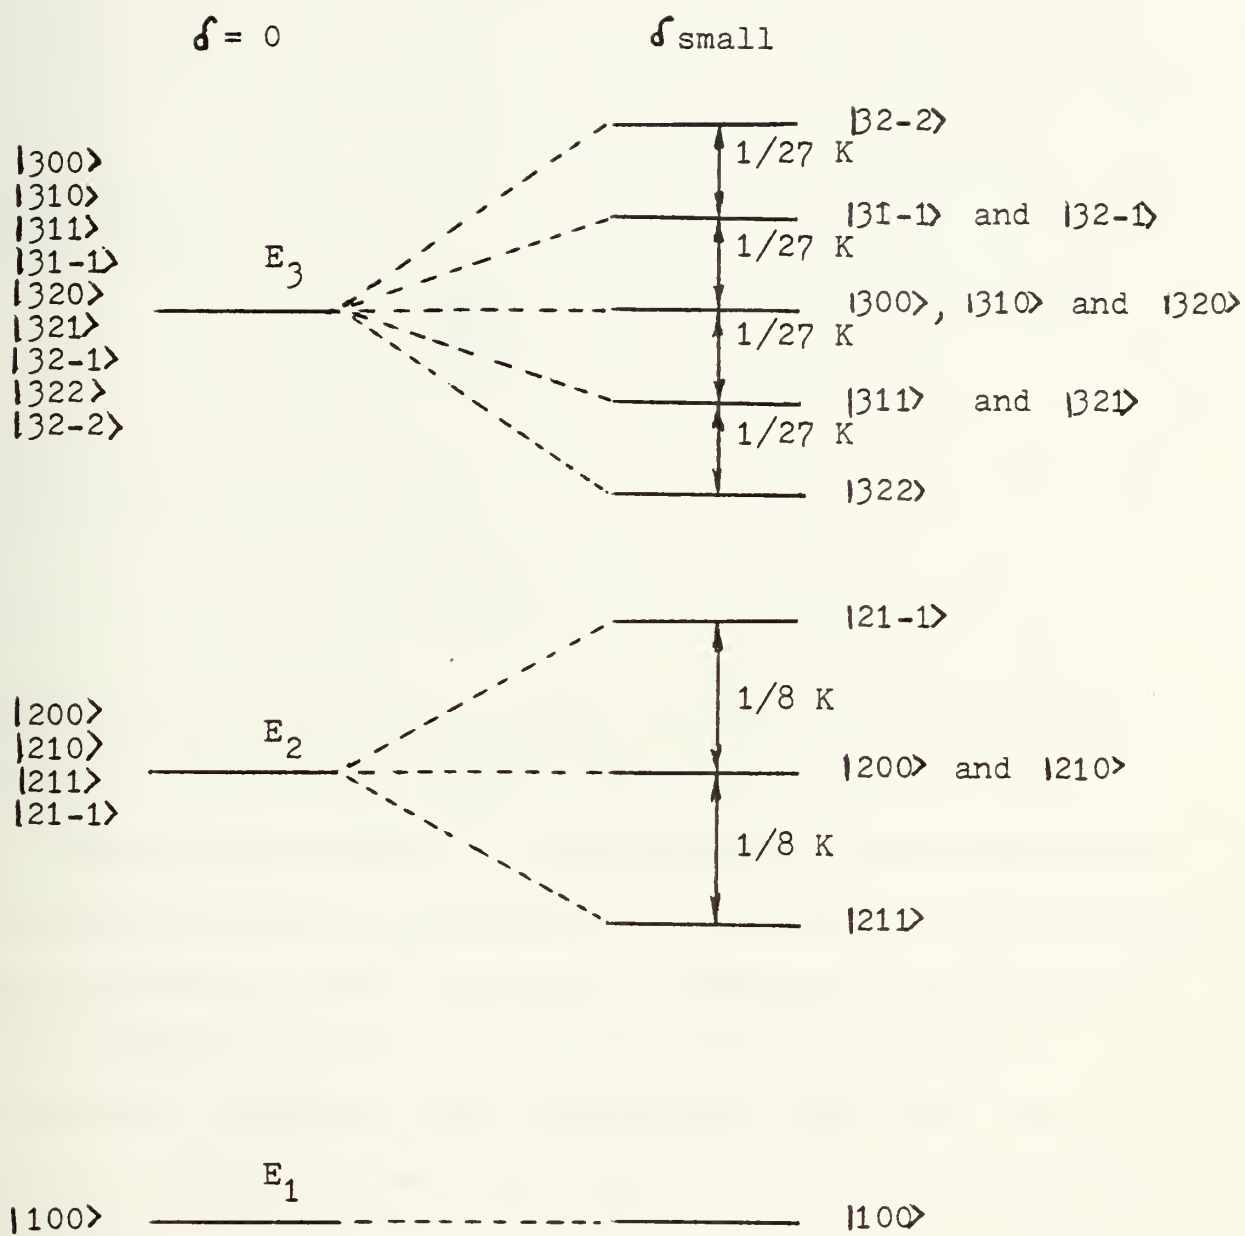 δ = 0
δ small
|300>
|310>
|311>
|31-1>
|320>
|321>
|32-1>
|322>
|32-2>
E3
|32-2>
1/27 K
|31-1> and |32-1>
1/27 K
|300>, |310> and |320>
1/27 K
|311> and |321>
1/27 K
|322>
|200>
|210>
|211>
|21-1>
E2
|21-1>
1/8 K
|200> and |210>
1/8 K
|211>
|100>
E1
|100>